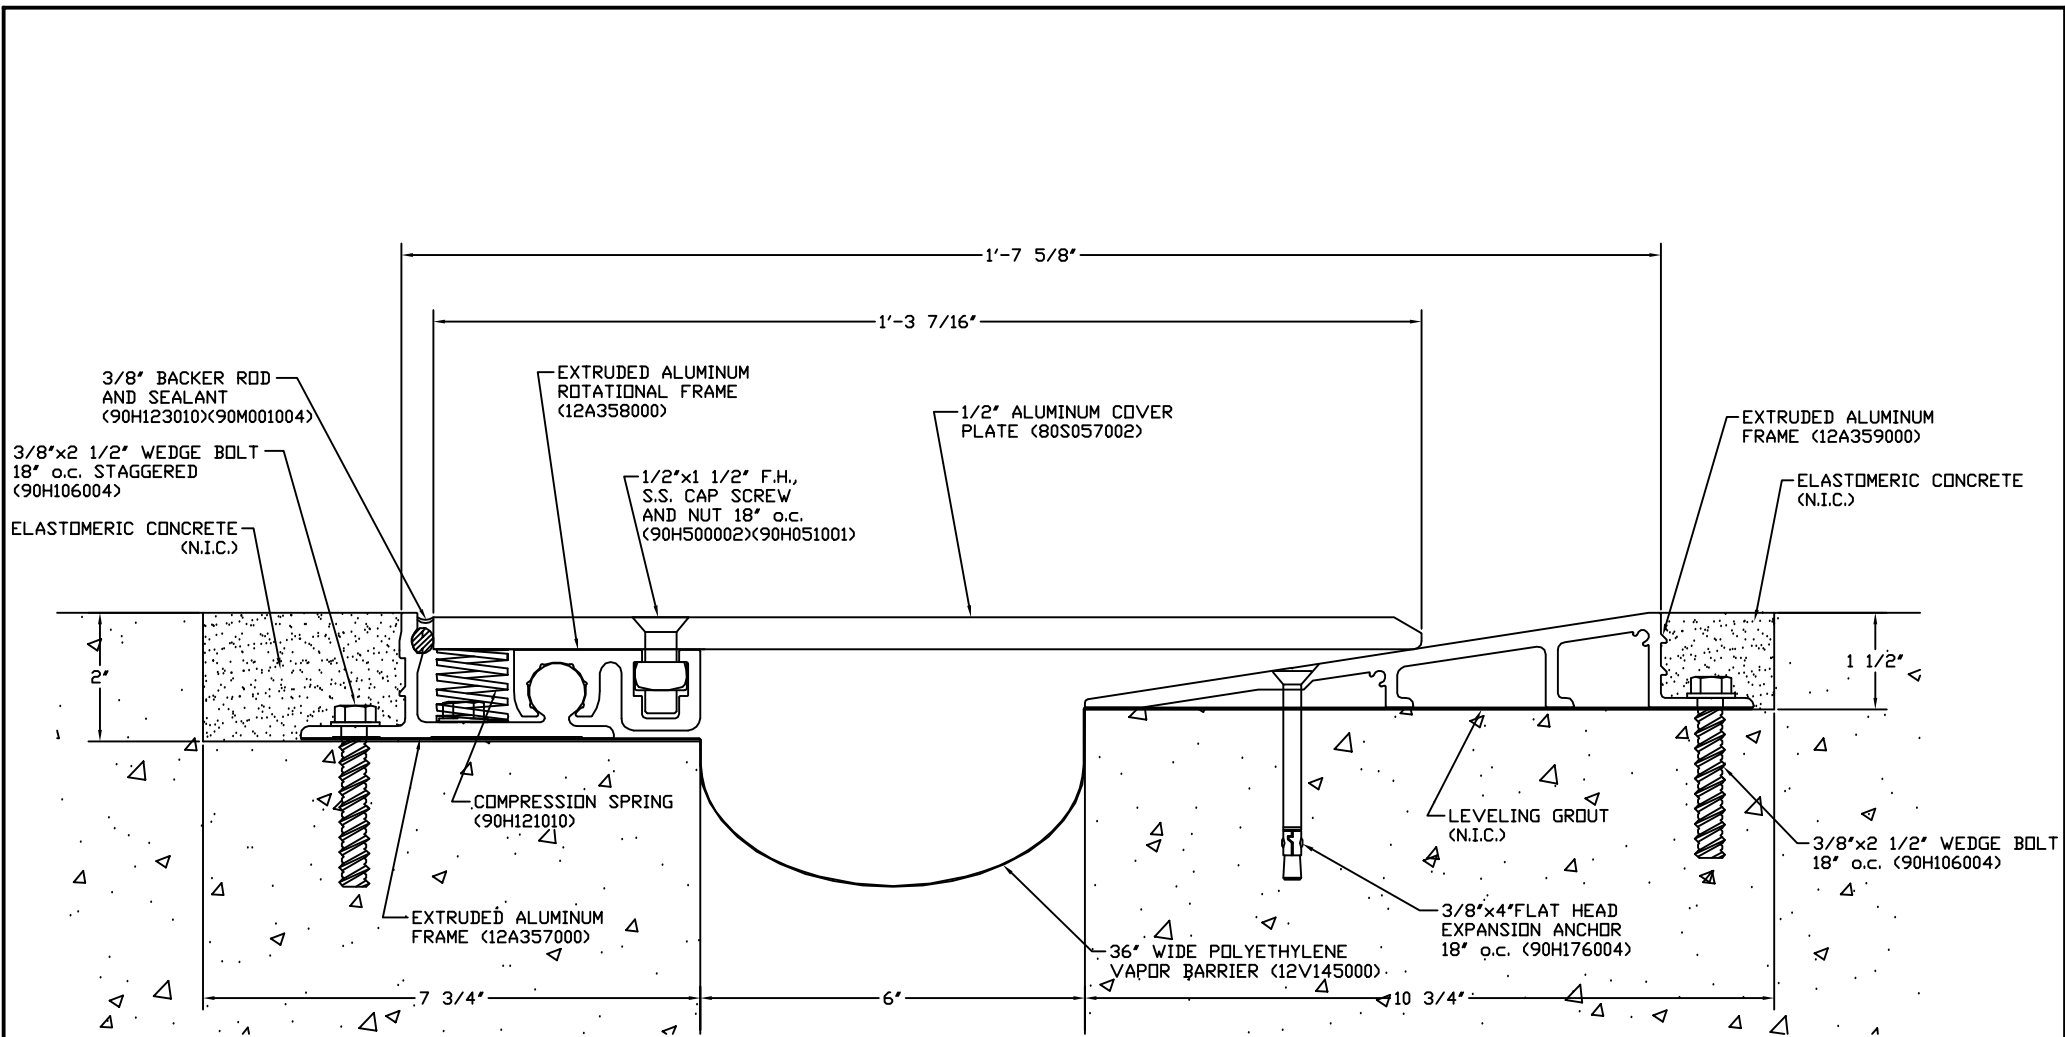 1'-7 5/8"
1'-3 7/16"
3/8" BACKER ROD
AND SEALANT
(90H123010)(90M001004)
EXTRUDED ALUMINUM
ROTATIONAL FRAME
(12A358000)
1/2" ALUMINUM COVER
PLATE (80S057002)
EXTRUDED ALUMINUM
FRAME (12A359000)
3/8"x2 1/2" WEDGE BOLT
18" o.c. STAGGERED
(90H106004)
1/2"x1 1/2" F.H.,
S.S. CAP SCREW
AND NUT 18" o.c.
(90H500002)(90H051001)
ELASTOMERIC CONCRETE
(N.I.C.)
ELASTOMERIC CONCRETE
(N.I.C.)
2"
1 1/2"
COMPRESSION SPRING
(90H121010)
LEVELING GROUT
(N.I.C.)
3/8"x2 1/2" WEDGE BOLT
18" o.c. (90H106004)
EXTRUDED ALUMINUM
FRAME (12A357000)
3/8"x4"FLAT HEAD
EXPANSION ANCHOR
18" o.c. (90H176004)
36" WIDE POLYETHYLENE
VAPOR BARRIER (12V145000)
7 3/4"
6"
10 3/4"